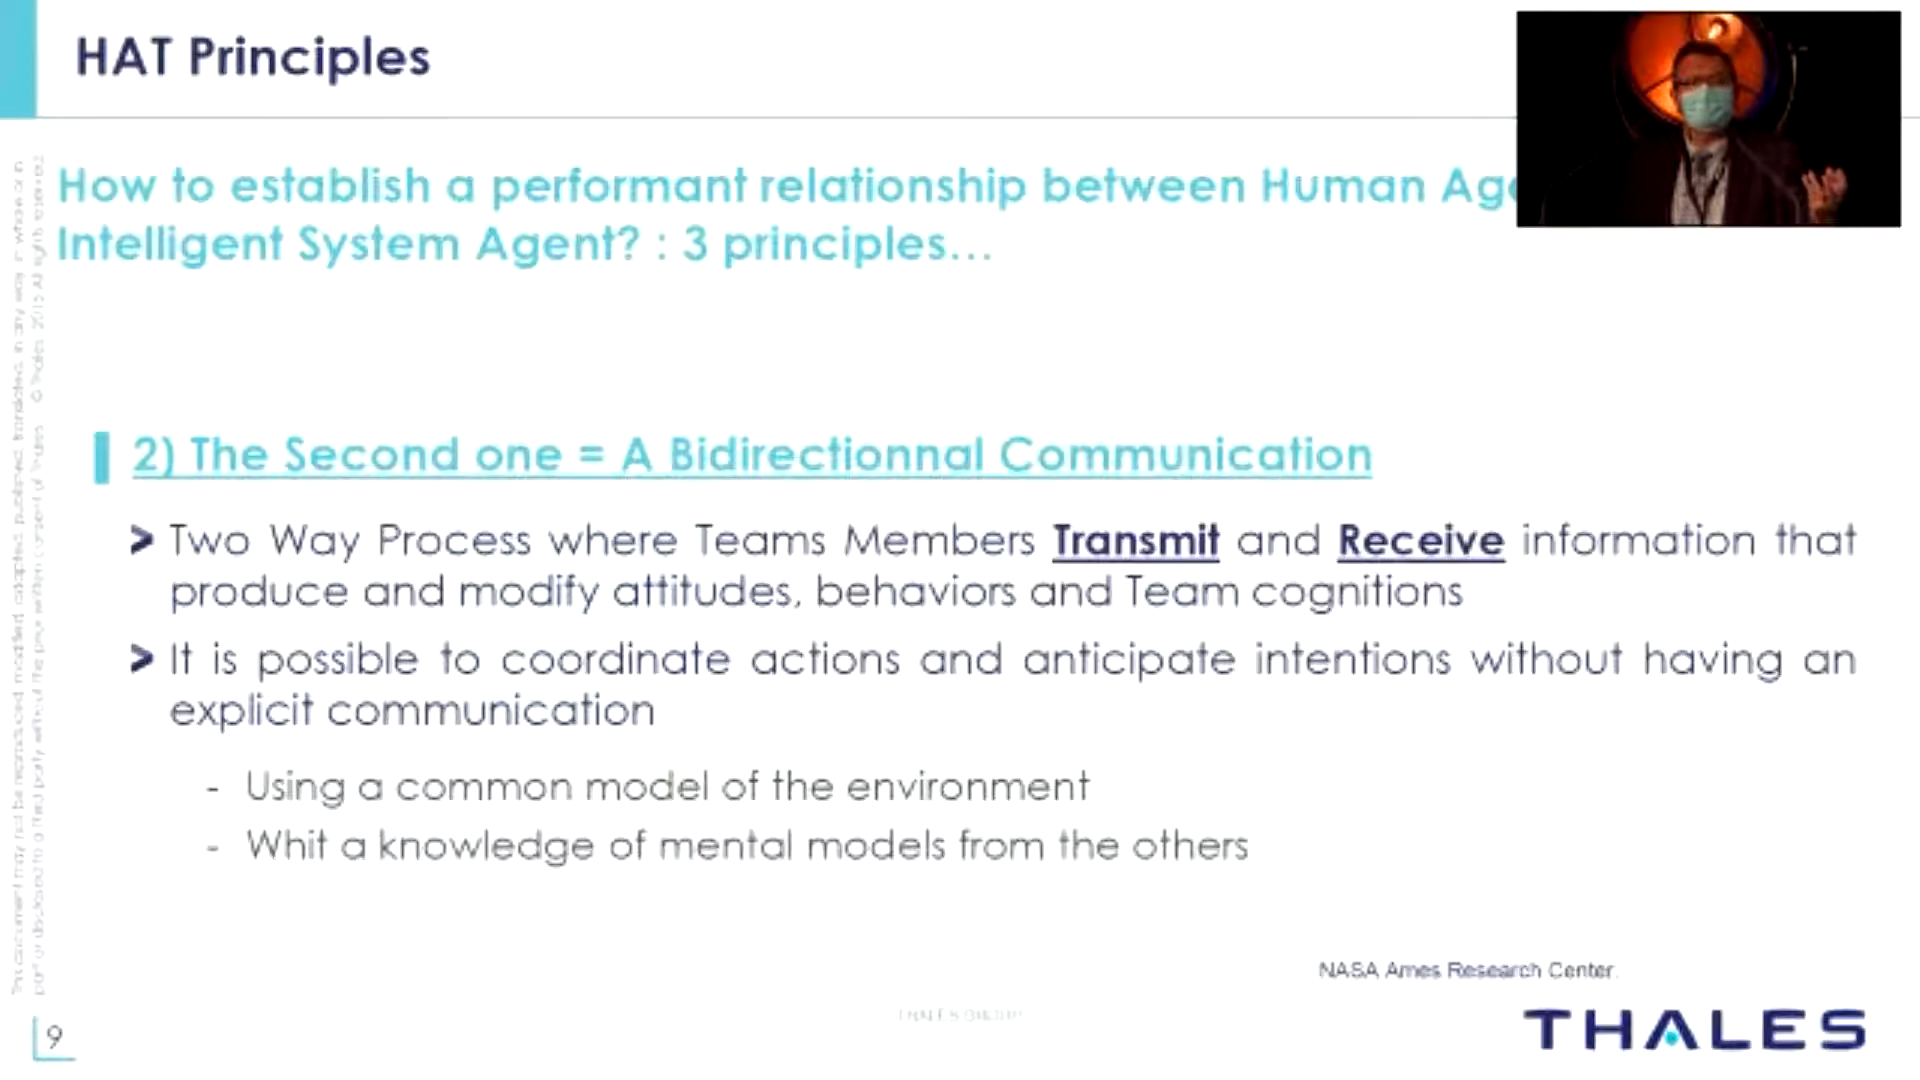 HAT Principles
How to establish a performant relationship between Human
Intelligent System Agent? : 3 principles...
2) The Second one = A Bidirectionnal Communication
> Two Way Process where Teams Members Transmit and Receive information that
produce and modify attitudes, behaviors and Team cognitions
> It is possible to coordinate actions and anticipate intentions without having an
explicit communication
- Using a common model of the environment
- Whit a knowledge of mental models from the others
NASA Ames Research Center.
THALES GROUP
THALES
9